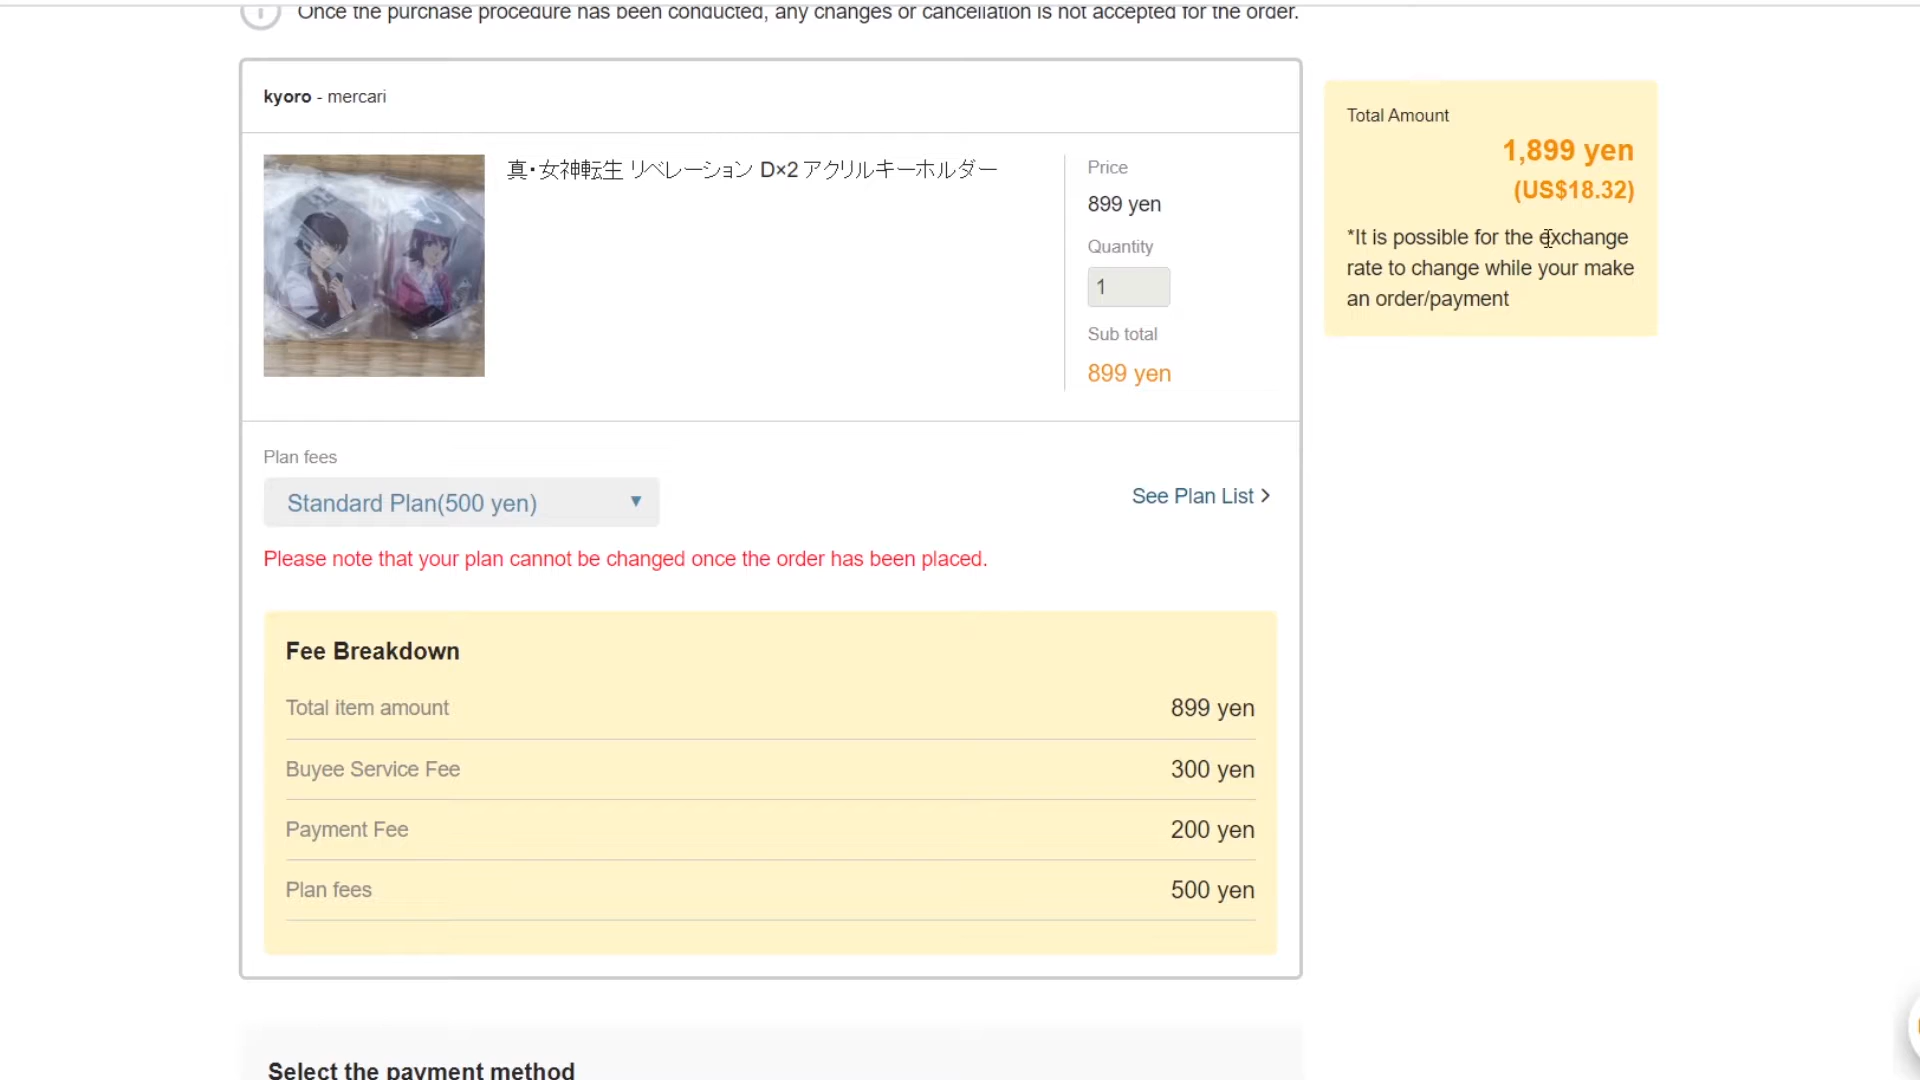 Once the purchase procedure has been conducted, any changes or cancellation is not accepted for the order.
kyoro - mercari
真・女神転生 リベレーション D×2 アクリルキーホルダー
Price
899 yen
Quantity
1
Sub total
899 yen
Total Amount
1,899 yen
(US$18.32)
*It is possible for the exchange
rate to change while your make
an order/payment
Plan fees
Standard Plan(500 yen) ▼
See Plan List >
Please note that your plan cannot be changed once the order has been placed.
Fee Breakdown
Total item amount 899 yen
Buyee Service Fee 300 yen
Payment Fee 200 yen
Plan fees 500 yen
Select the payment method